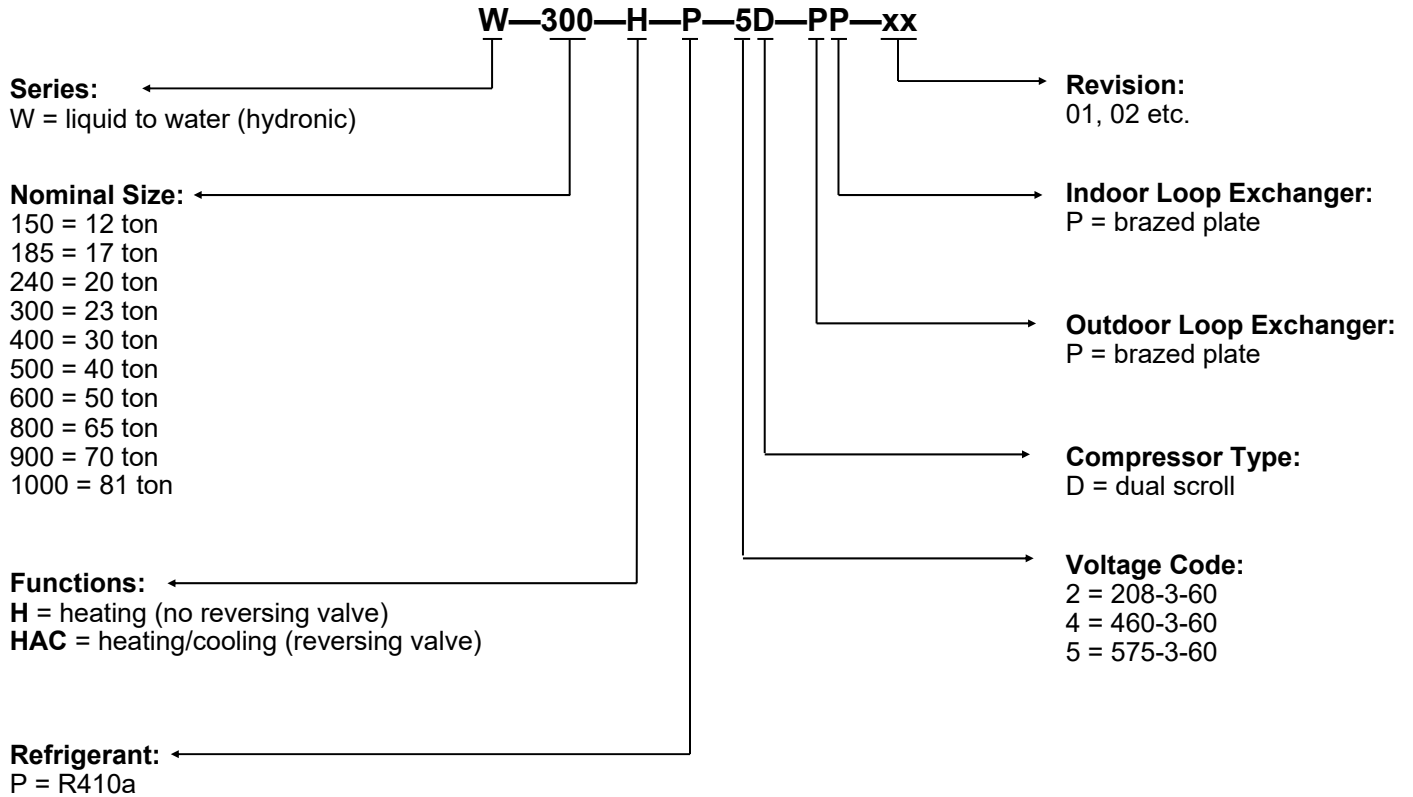 W—300—H—P—5D—PP—xx
Series:
W = liquid to water (hydronic)
Nominal Size:
150 = 12 ton
185 = 17 ton
240 = 20 ton
300 = 23 ton
400 = 30 ton
500 = 40 ton
600 = 50 ton
800 = 65 ton
900 = 70 ton
1000 = 81 ton
Functions:
H = heating (no reversing valve)
HAC = heating/cooling (reversing valve)
Refrigerant:
P = R410a
Revision:
01, 02 etc.
Indoor Loop Exchanger:
P = brazed plate
Outdoor Loop Exchanger:
P = brazed plate
Compressor Type:
D = dual scroll
Voltage Code:
2 = 208-3-60
4 = 460-3-60
5 = 575-3-60